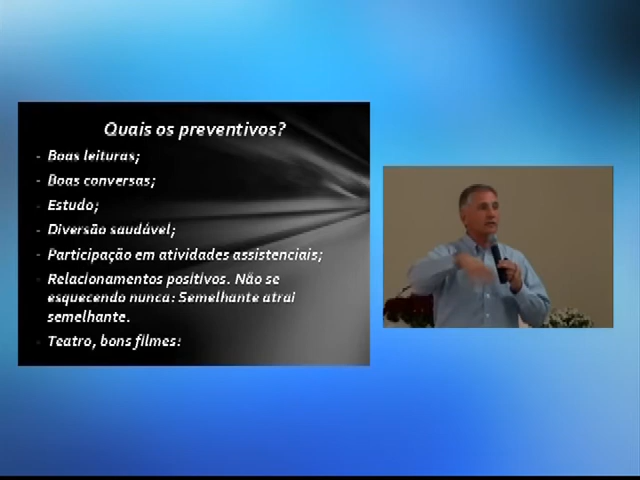 Quais os preventivos?
- Boas leituras;
- Boas conversas;
- Estudo;
- Diversão saudável;
- Participação em atividades assistenciais;
- Relacionamentos positivos. Não se
esquecendo nunca: Semelhante atrai
semelhante.
- Teatro, bons filmes: